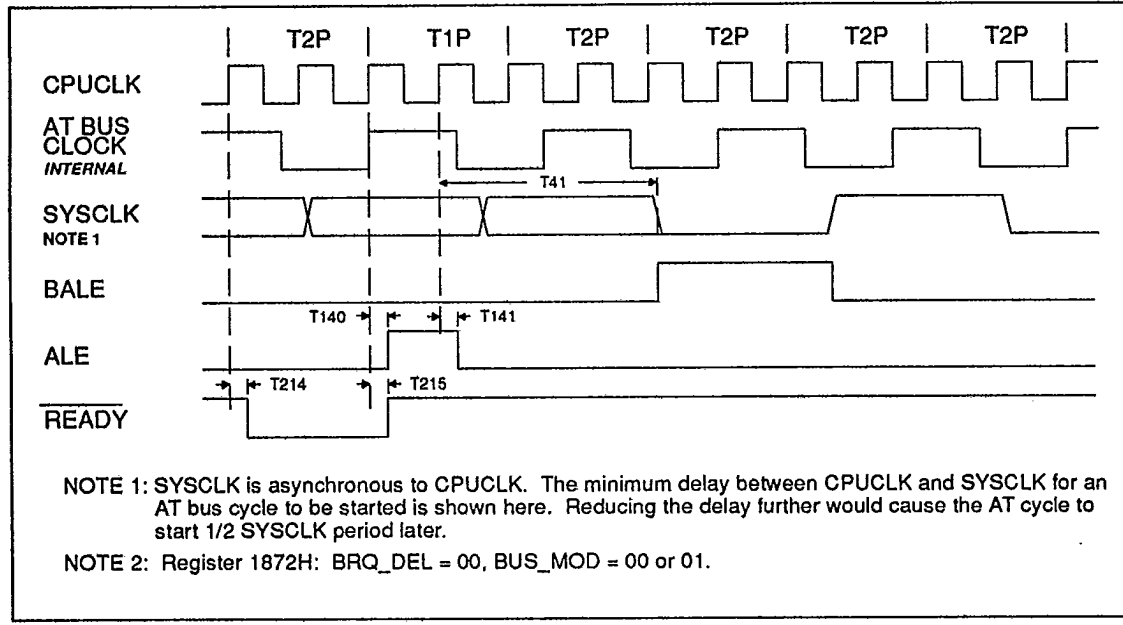 T2P T1P T2P T2P T2P T2P
CPUCLK
AT BUS
CLOCK
INTERNAL
T41
SYSCLK
NOTE 1
BALE
T140 T141
ALE
T214 T215
READY
NOTE 1: SYSCLK is asynchronous to CPUCLK. The minimum delay between CPUCLK and SYSCLK for an
AT bus cycle to be started is shown here. Reducing the delay further would cause the AT cycle to
start 1/2 SYSCLK period later.
NOTE 2: Register 1872H: BRQ_DEL = 00, BUS_MOD = 00 or 01.